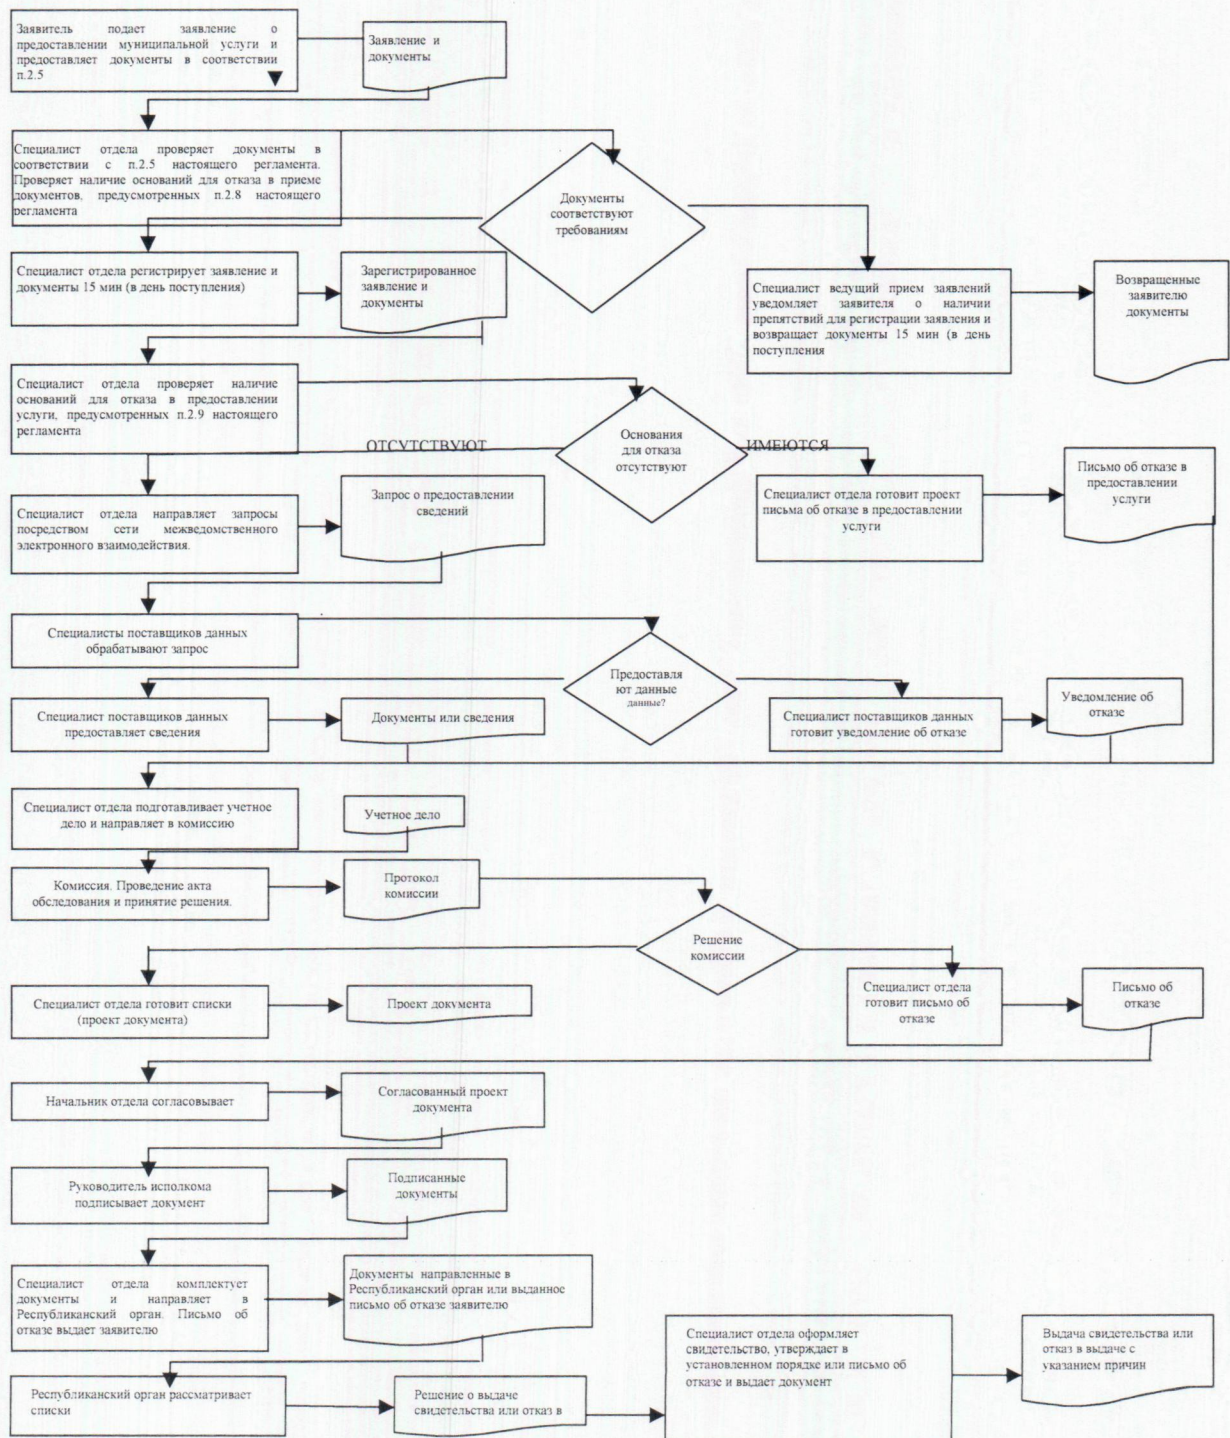 Заявитель подает заявление о
предоставлении муниципальной услуги и
предоставляет документы в соответствии
п.2.5
Заявление и
документы
Специалист отдела проверяет документы в
соответствии с п.2.5 настоящего регламента.
Проверяет наличие оснований для отказа в приеме
документов, предусмотренных п.2.8 настоящего
регламента
Документы
соответствуют
требованиям
Специалист отдела регистрирует заявление и
документы 15 мин (в день поступления)
Зарегистрированное
заявление и
документы
Специалист ведущий прием заявлений
уведомляет заявителя о наличии
препятствий для регистрации заявления и
возвращает документы 15 мин (в день
поступления
Возвращенные
заявителю
документы
Специалист отдела проверяет наличие
оснований для отказа в предоставлении
услуги, предусмотренных п.2.9 настоящего
регламента
ОТСУТСТВУЮТ
Основания
для отказа
отсутствуют
ИМЕЮТСЯ
Специалист отдела направляет запросы
посредством сети межведомственного
электронного взаимодействия.
Запрос о предоставлении
сведений
Специалист отдела готовит проект
письма об отказе в предоставлении
услуги
Письмо об отказе в
предоставлении
услуги
Специалисты поставщиков данных
обрабатывают запрос
Предоставля
ют данные
данные?
Специалист поставщиков данных
предоставляет сведения
Документы или сведения
Специалист поставщиков данных
готовит уведомление об отказе
Уведомление об
отказе
Специалист отдела подготавливает учетное
дело и направляет в комиссию
Учетное дело
Комиссия. Проведение акта
обследования и принятие решения.
Протокол
комиссии
Решение
комиссии
Специалист отдела готовит списки
(проект документа)
Проект документа
Специалист отдела
готовит письмо об
отказе
Письмо об
отказе
Начальник отдела согласовывает
Согласованный проект
документа
Руководитель исполкома
подписывает документ
Подписанные
документы
Специалист отдела комплектует
документы и направляет в
Республиканский орган. Письмо об
отказе выдает заявителю
Документы направленные в
Республиканский орган или выданное
письмо об отказе заявителю
Республиканский орган рассматривает
списки
Решение о выдаче
свидетельства или отказ в
Специалист отдела оформляет
свидетельство, утверждает в
установленном порядке или письмо об
отказе и выдает документ
Выдача свидетельства или
отказ в выдаче с
указанием причин